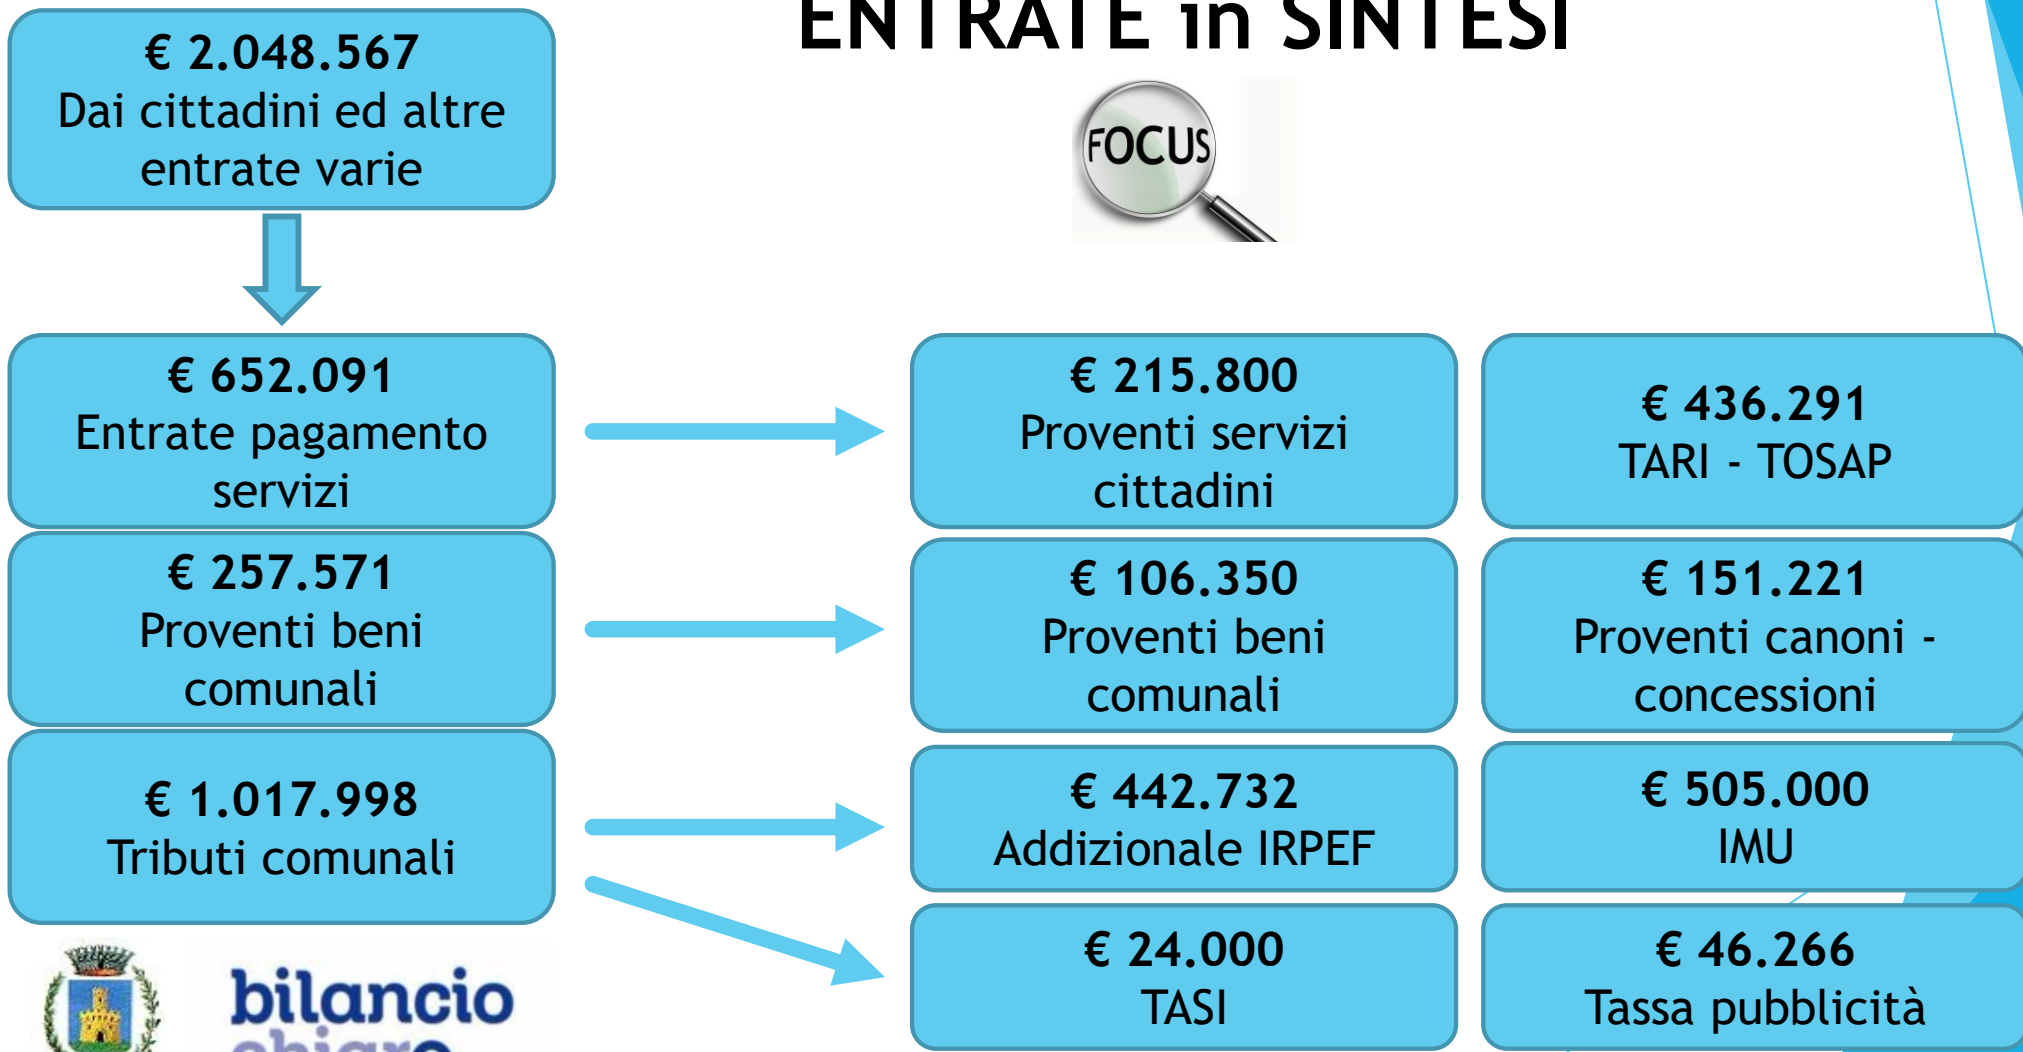 ENTRATE in SINTESI
€ 2.048.567
Dai cittadini ed altre
entrate varie
FOCUS
€ 652.091
Entrate pagamento
servizi
€ 215.800
Proventi servizi
cittadini
€ 436.291
TARI - TOSAP
€ 257.571
Proventi beni
comunali
€ 106.350
Proventi beni
comunali
€ 151.221
Proventi canoni -
concessioni
€ 1.017.998
Tributi comunali
€ 442.732
Addizionale IRPEF
€ 505.000
IMU
€ 24.000
TASI
€ 46.266
Tassa pubblicità
bilancio
chiaro